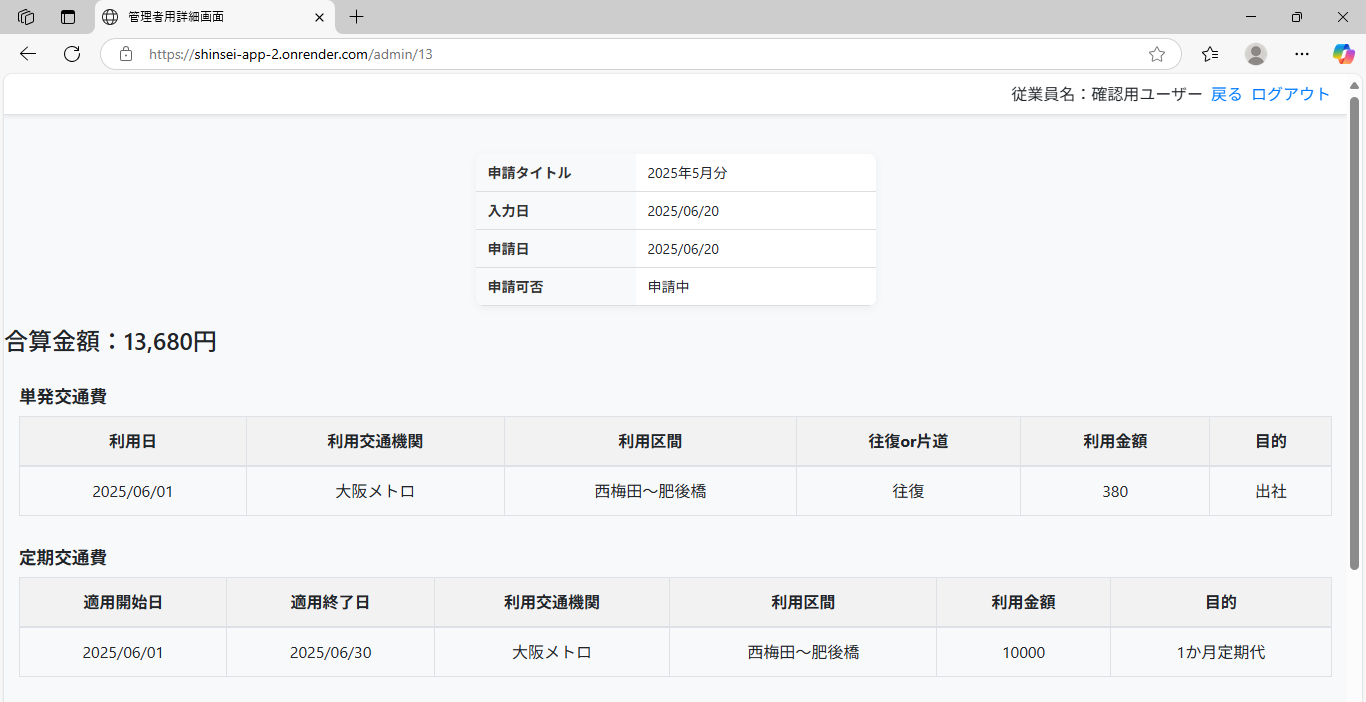 管理者用詳細画面
https://shinsei-app-2.onrender.com/admin/13
従業員名：確認用ユーザー 戻る ログアウト
申請タイトル 2025年5月分
入力日 2025/06/20
申請日 2025/06/20
申請可否 申請中
合算金額：13,680円
単発交通費
利用日 利用交通機関 利用区間 往復or片道 利用金額 目的
2025/06/01 大阪メトロ 西梅田～肥後橋 往復 380 出社
定期交通費
適用開始日 適用終了日 利用交通機関 利用区間 利用金額 目的
2025/06/01 2025/06/30 大阪メトロ 西梅田～肥後橋 10000 1か月定期代